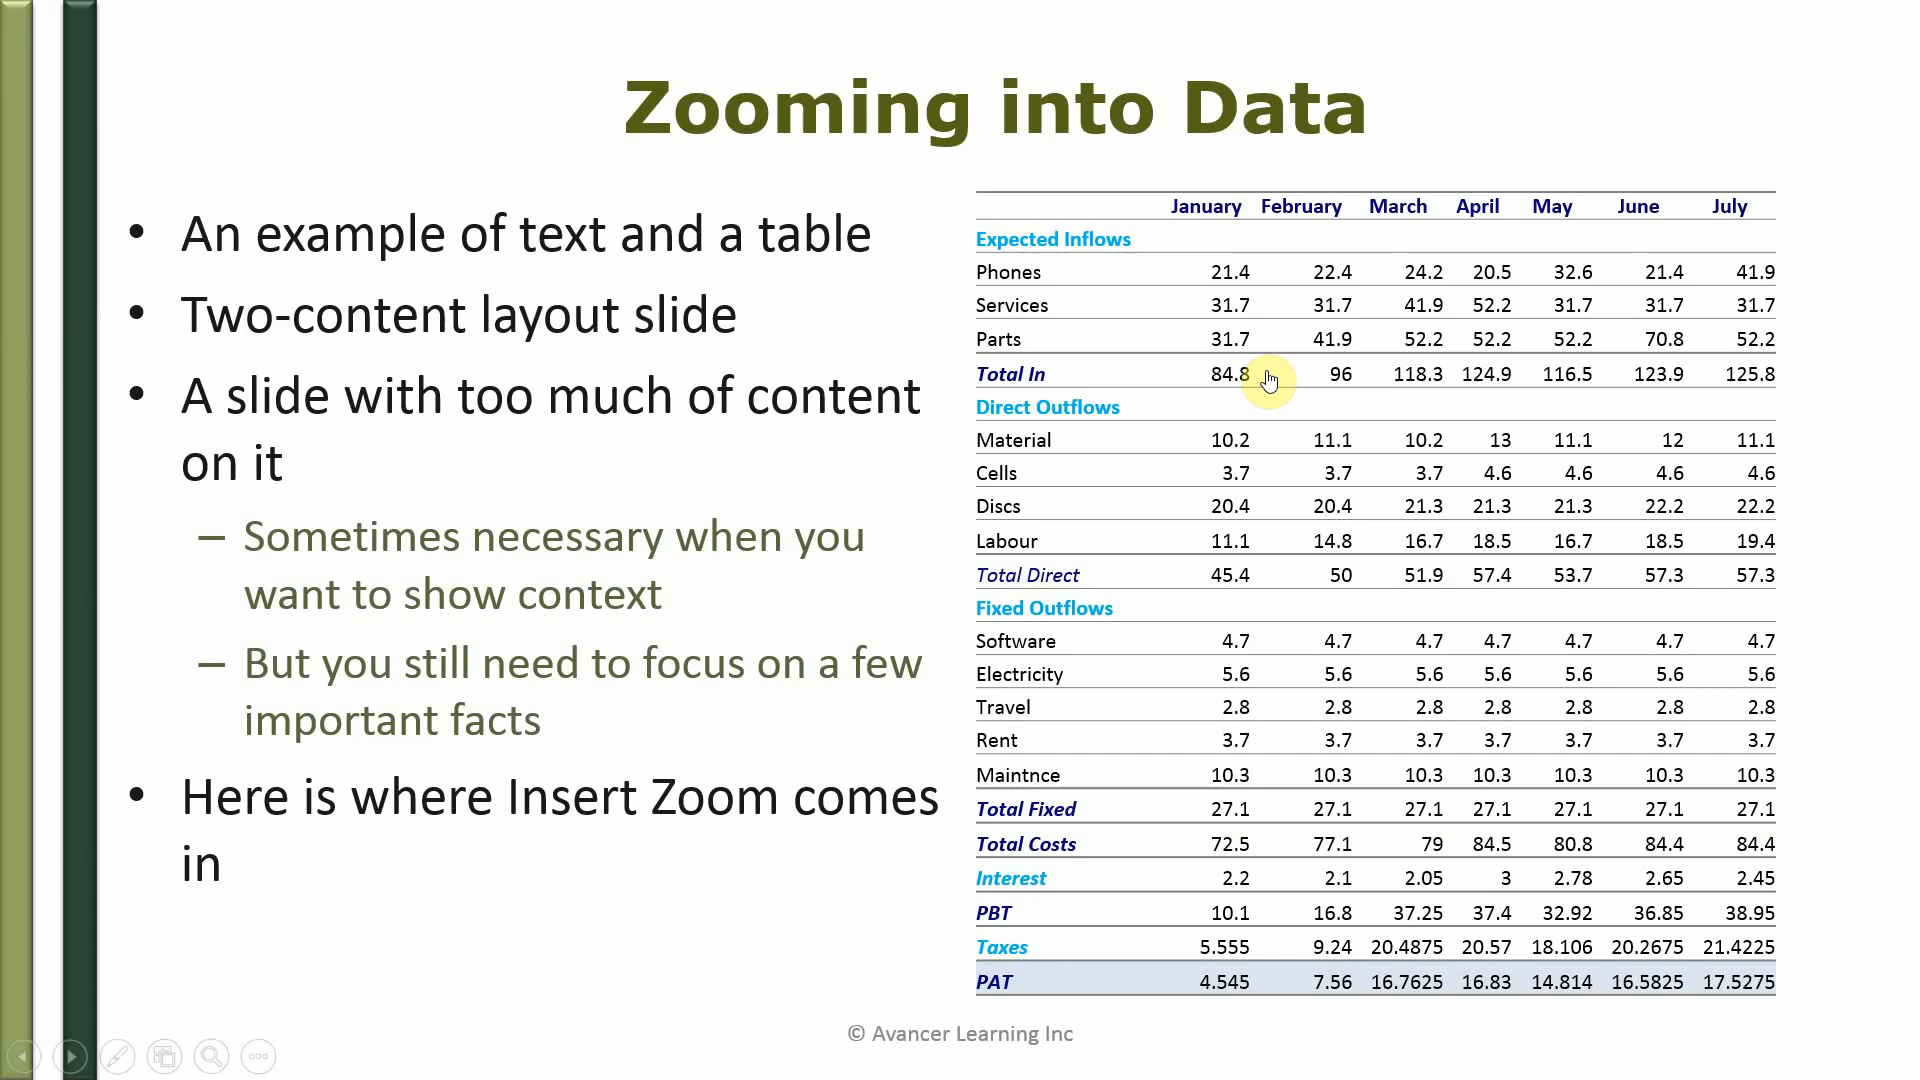 Zooming into Data
• An example of text and a table
• Two-content layout slide
• A slide with too much of content
on it
– Sometimes necessary when you
want to show context
– But you still need to focus on a few
important facts
• Here is where Insert Zoom comes
in
January February March April May June July
Expected Inflows
Phones 21.4 22.4 24.2 20.5 32.6 21.4 41.9
Services 31.7 31.7 41.9 52.2 31.7 31.7 31.7
Parts 31.7 41.9 52.2 52.2 52.2 70.8 52.2
Total In 84.8 96 118.3 124.9 116.5 123.9 125.8
Direct Outflows
Material 10.2 11.1 10.2 13 11.1 12 11.1
Cells 3.7 3.7 3.7 4.6 4.6 4.6 4.6
Discs 20.4 20.4 21.3 21.3 21.3 22.2 22.2
Labour 11.1 14.8 16.7 18.5 16.7 18.5 19.4
Total Direct 45.4 50 51.9 57.4 53.7 57.3 57.3
Fixed Outflows
Software 4.7 4.7 4.7 4.7 4.7 4.7 4.7
Electricity 5.6 5.6 5.6 5.6 5.6 5.6 5.6
Travel 2.8 2.8 2.8 2.8 2.8 2.8 2.8
Rent 3.7 3.7 3.7 3.7 3.7 3.7 3.7
Maintnce 10.3 10.3 10.3 10.3 10.3 10.3 10.3
Total Fixed 27.1 27.1 27.1 27.1 27.1 27.1 27.1
Total Costs 72.5 77.1 79 84.5 80.8 84.4 84.4
Interest 2.2 2.1 2.05 3 2.78 2.65 2.45
PBT 10.1 16.8 37.25 37.4 32.92 36.85 38.95
Taxes 5.555 9.24 20.4875 20.57 18.106 20.2675 21.4225
PAT 4.545 7.56 16.7625 16.83 14.814 16.5825 17.5275
© Avancer Learning Inc